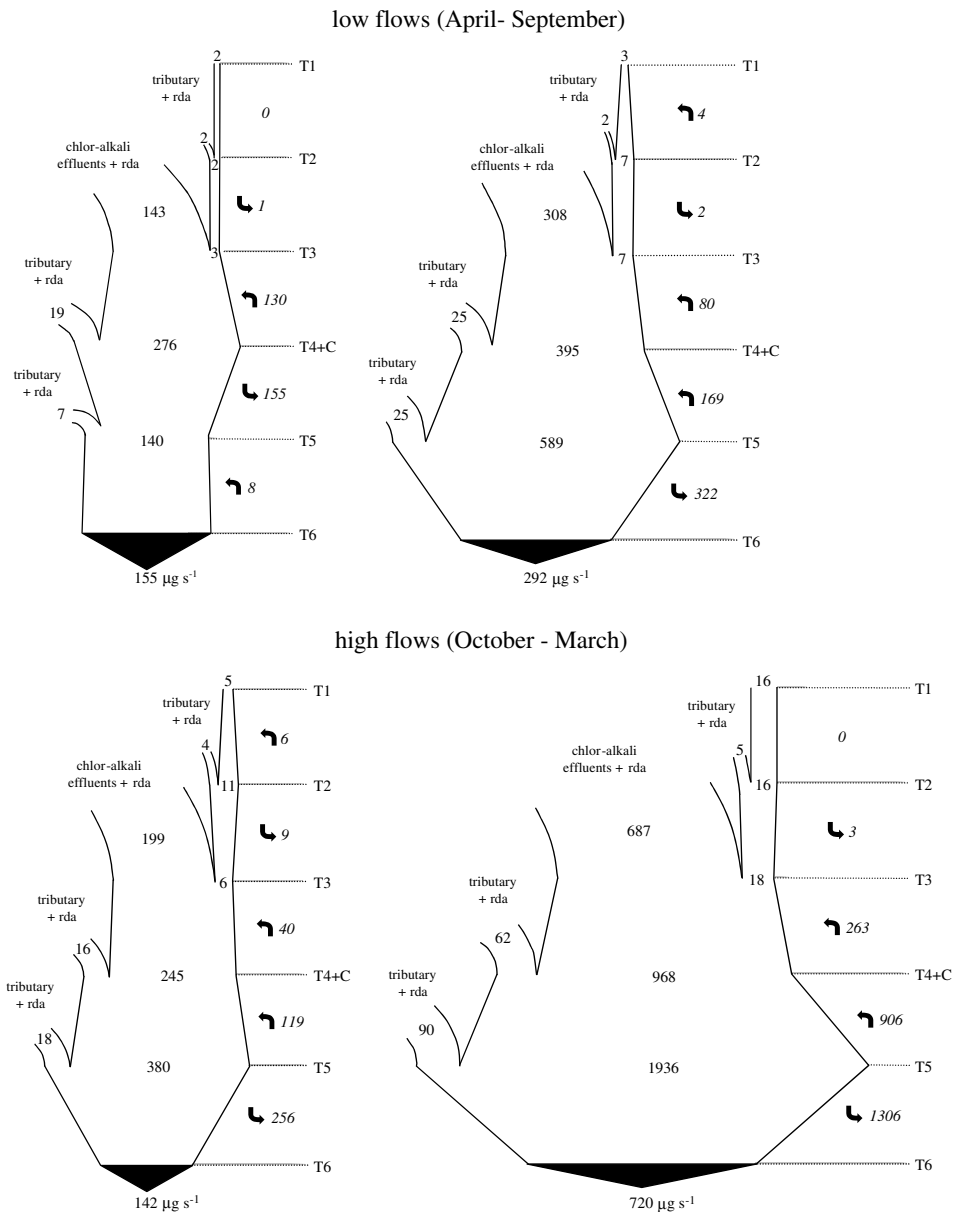 low flows (April- September)
2
T1
tributary
+ rda
0
2
2
T2
chlor-alkali
effluents + rda
143
1
3
T3
tributary
+ rda
130
19
276
T4+C
tributary
+ rda
155
7
140
T5
8
T6
155 μg s-1
3
T1
tributary
+ rda
4
2
7
T2
chlor-alkali
effluents + rda
308
2
7
T3
tributary
+ rda
80
25
395
T4+C
tributary
+ rda
169
25
589
T5
322
T6
292 μg s-1
high flows (October - March)
5
T1
tributary
+ rda
6
4
11
T2
chlor-alkali
effluents + rda
199
9
6
T3
tributary
+ rda
40
16
245
T4+C
tributary
+ rda
119
18
380
T5
256
T6
142 μg s-1
16
T1
tributary
+ rda
0
5
16
T2
chlor-alkali
effluents + rda
687
3
18
T3
tributary
+ rda
263
62
968
T4+C
tributary
+ rda
906
90
1936
T5
1306
T6
720 μg s-1